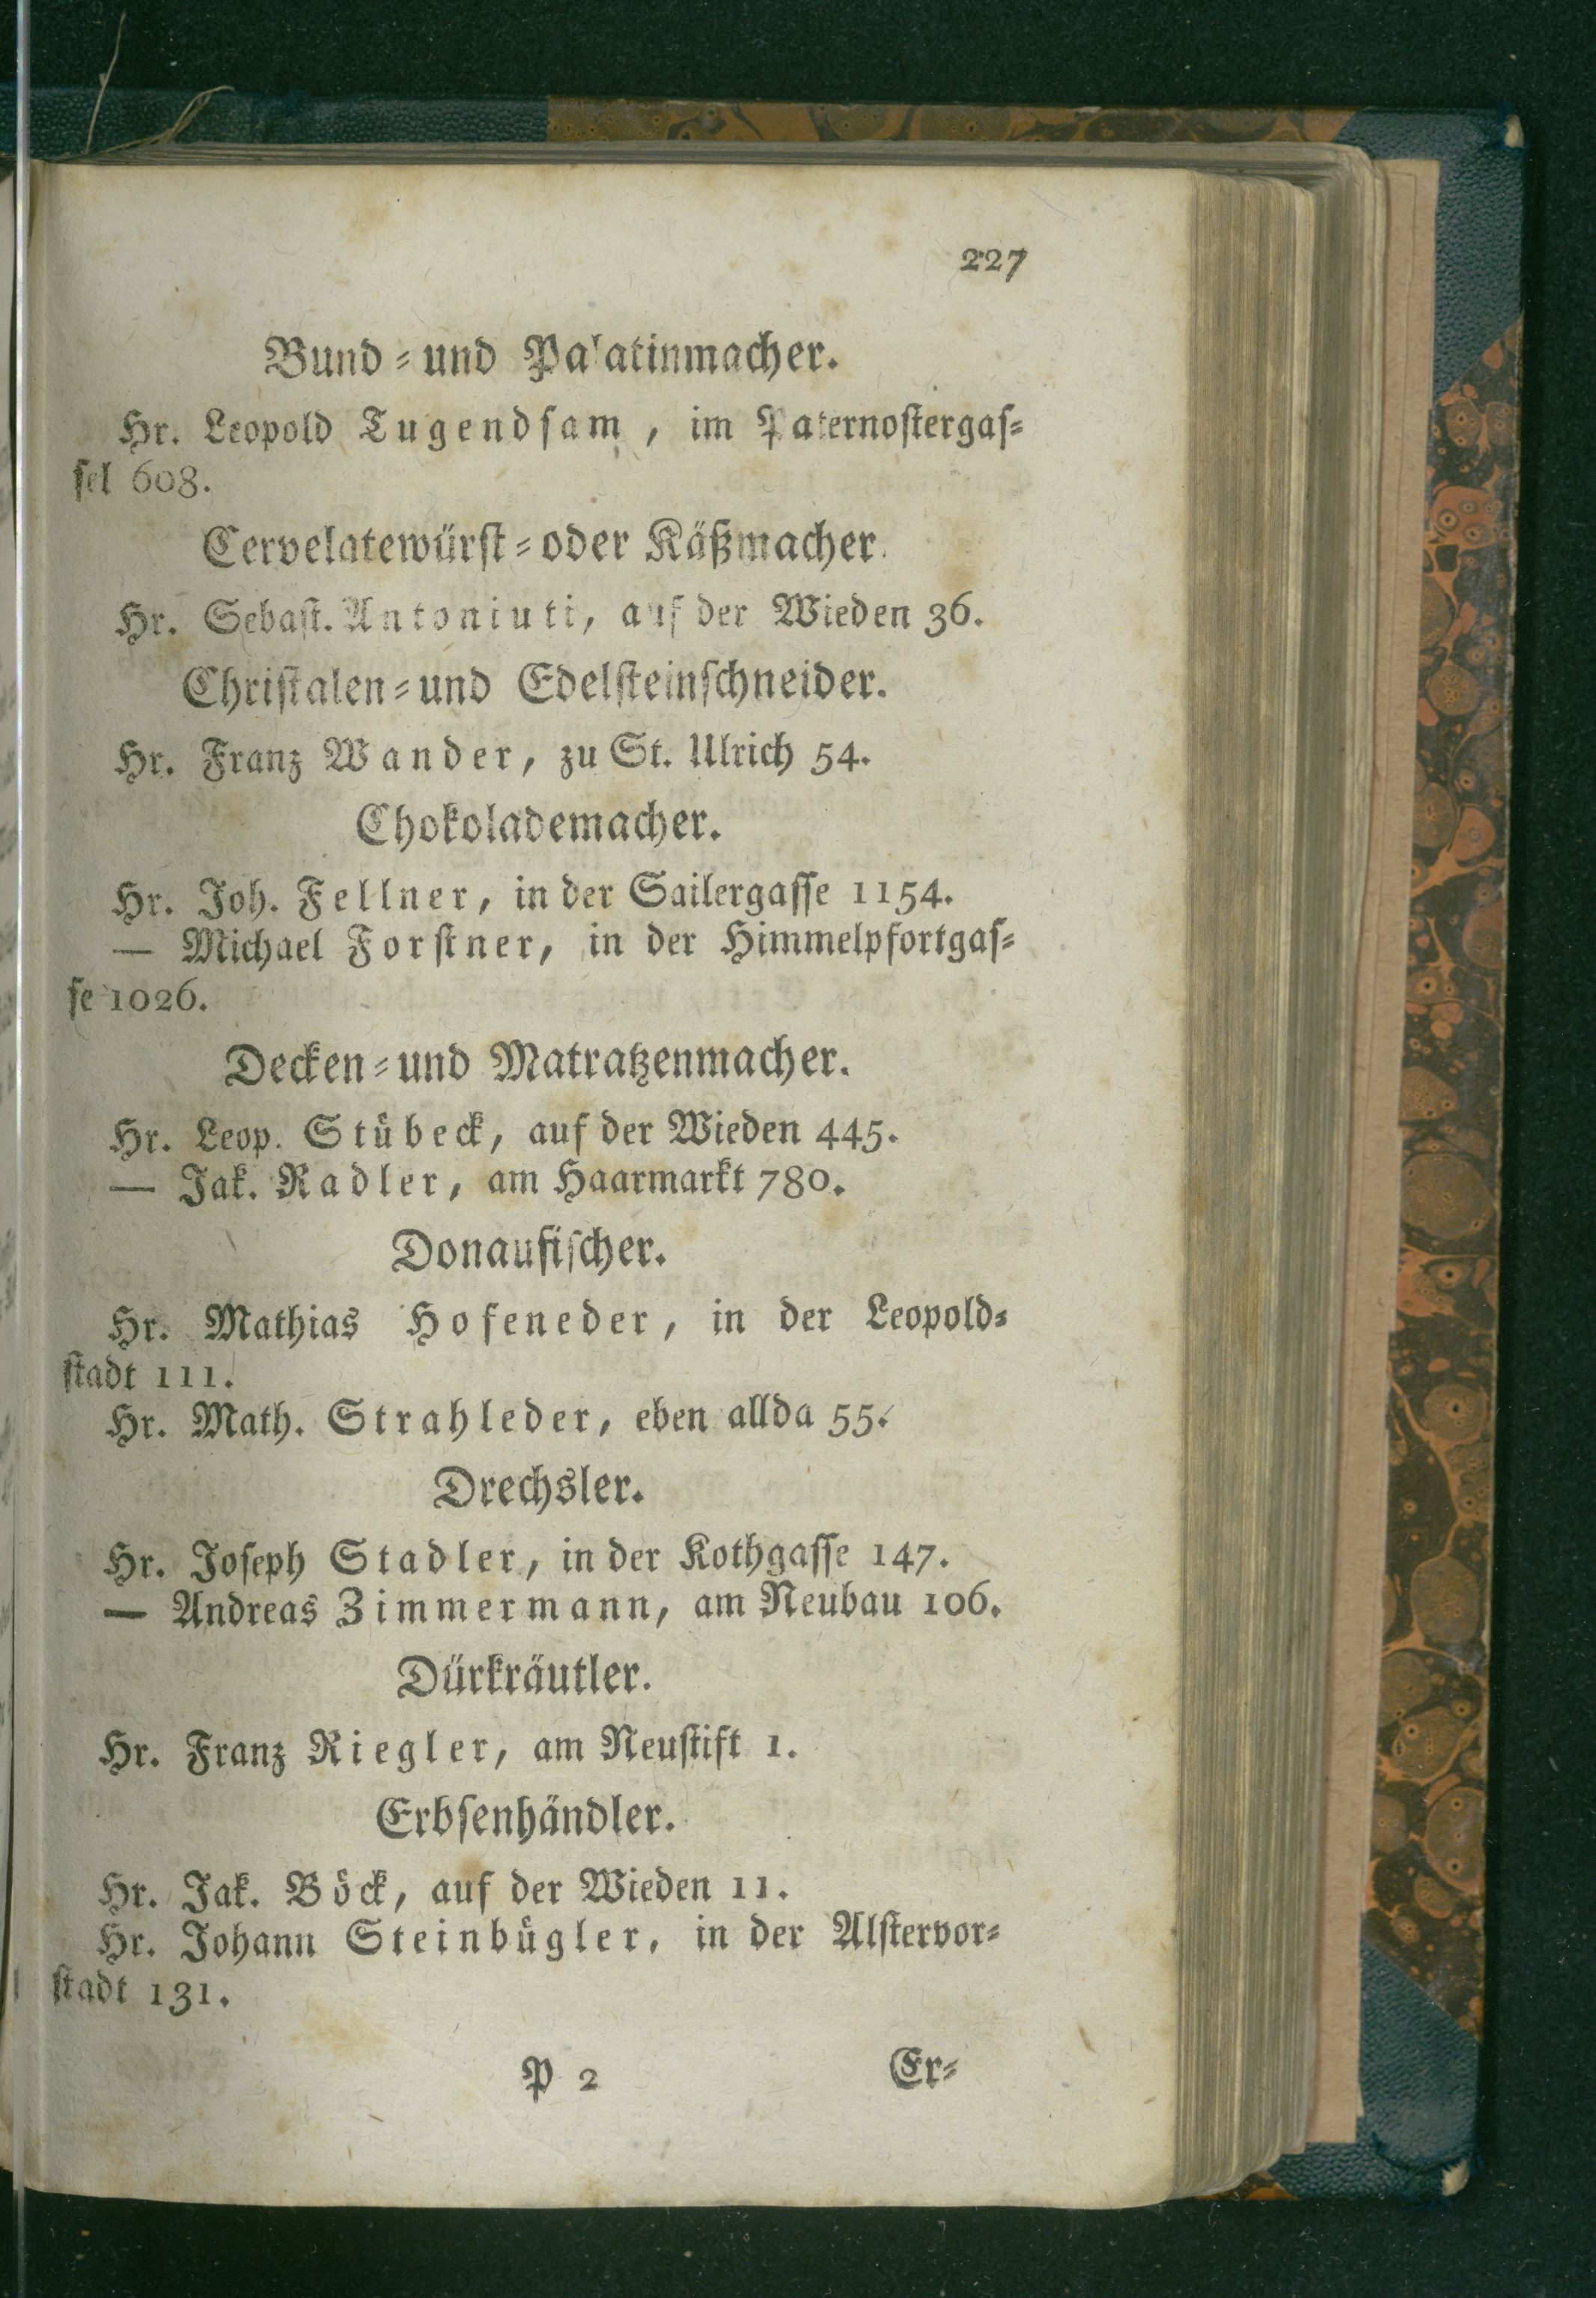 227
Bund- und Palatinmacher.
Hr. Leopold Tugendsam, im Paternostergas-
sel 608.
Cervelatewürst- oder Käßmacher.
Hr. Sebast. Antoniuti, auf der Wieden 36.
Christalen- und Edelsteinschneider.
Hr. Franz Wander, zu St. Ulrich 54.
Chokolademacher.
Hr. Joh. Fellner, in der Sailergasse 1154.
— Michael Forstner, in der Himmelpfortgas-
se 1026.
Decken- und Matratzenmacher.
Hr. Leop. Stübeck, auf der Wieden 445.
— Jak. Radler, am Haarmarkt 780.
Donaufischer.
Hr. Mathias Hofeneder, in der Leopold-
stadt 111.
Hr. Math. Strahleder, eben allda 55.
Drechsler.
Hr. Joseph Stadler, in der Kothgasse 147.
— Andreas Zimmermann, am Neubau 106.
Dürkräutler.
Hr. Franz Riegler, am Neustift 1.
Erbsenhändler.
Hr. Jak. Böck, auf der Wieden 11.
Hr. Johann Steinbügler, in der Alstervor-
stadt 131.
P 2 Er-